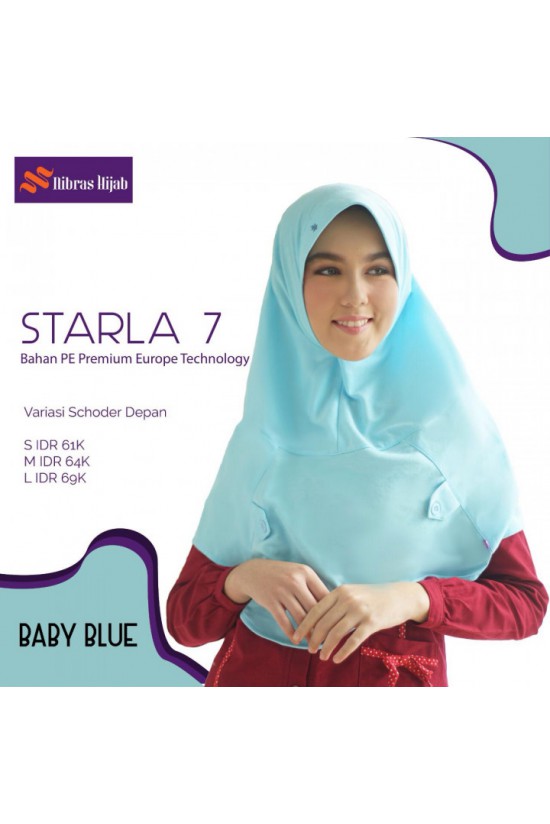 Nibras Hijab
STARLA 7
Bahan PE Premium Europe Technology
Variasi Schoder Depan
S IDR 61K
M IDR 64K
L IDR 69K
BABY BLUE